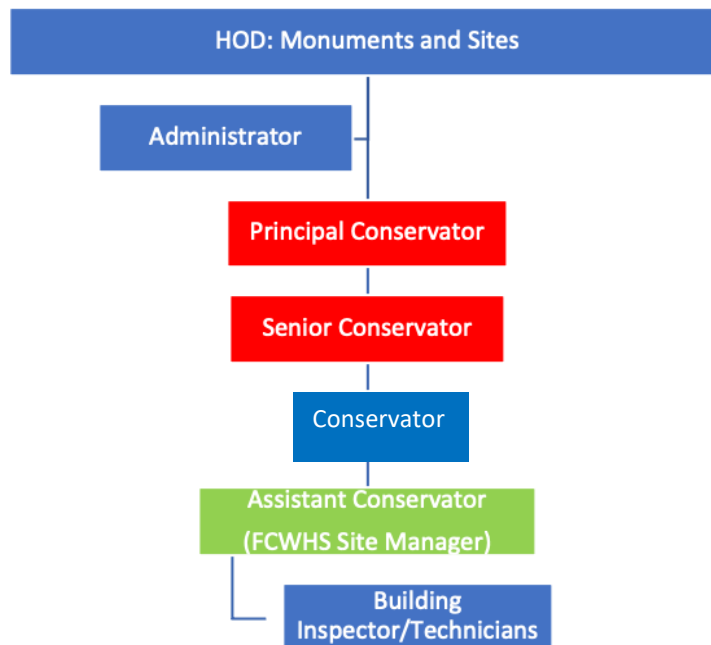 HOD: Monuments and Sites
Administrator
Principal Conservator
Senior Conservator
Conservator
Assistant Conservator
(FCWHS Site Manager)
Building
Inspector/Technicians